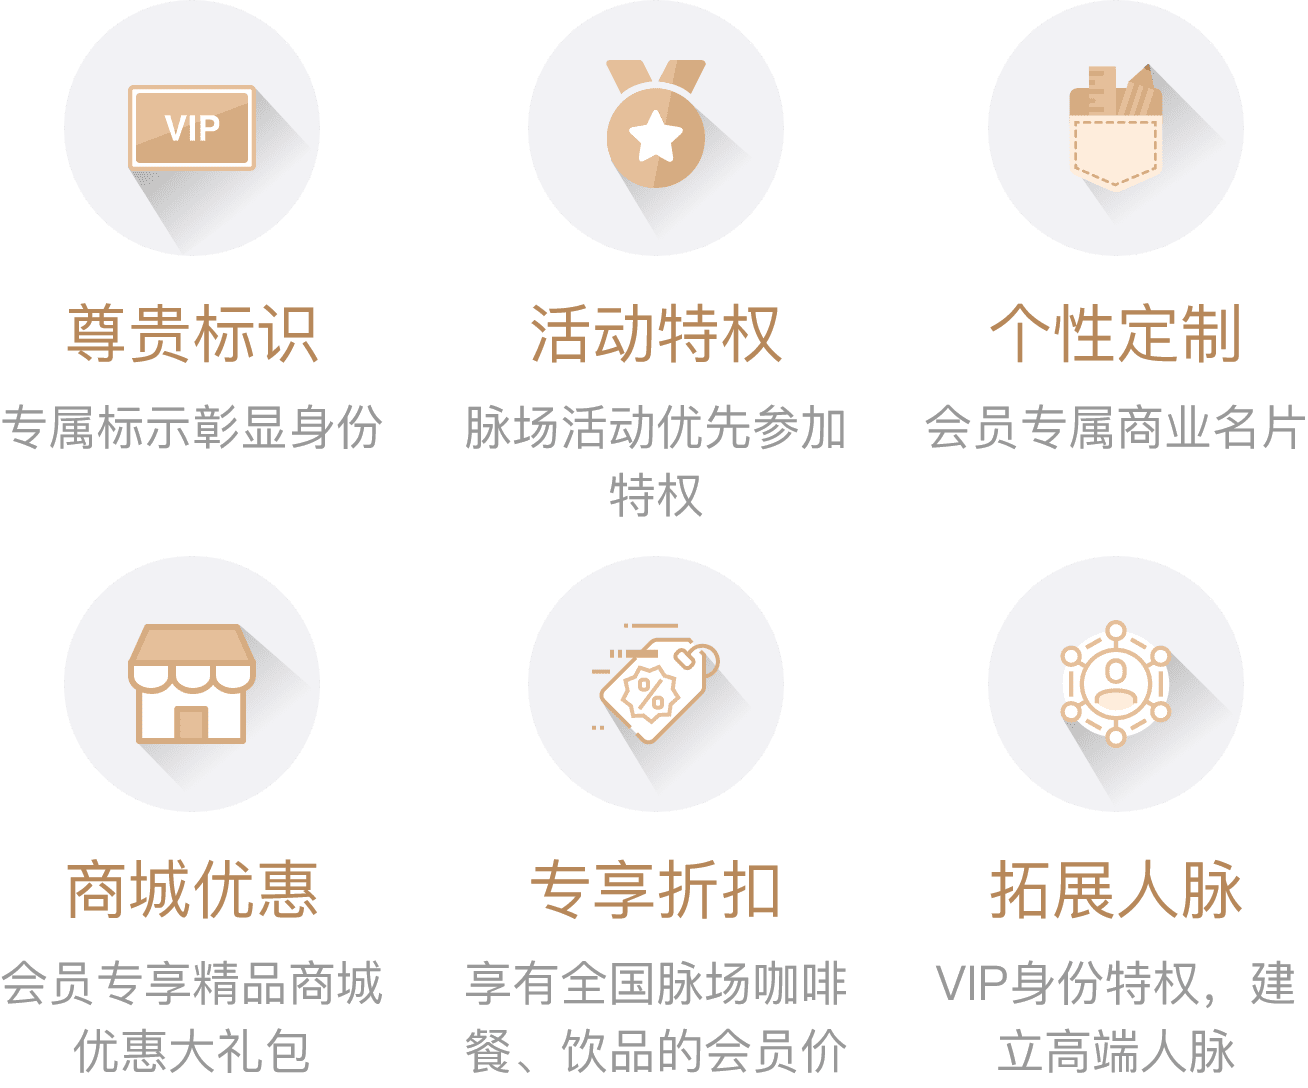 VIP
尊贵标识
活动特权
个性定制
专属标示彰显身份
脉场活动优先参加
特权
会员专属商业名片
%
商城优惠
专享折扣
拓展人脉
会员专享精品商城
优惠大礼包
享有全国脉场咖啡
餐、饮品的会员价
VIP身份特权，建
立高端人脉